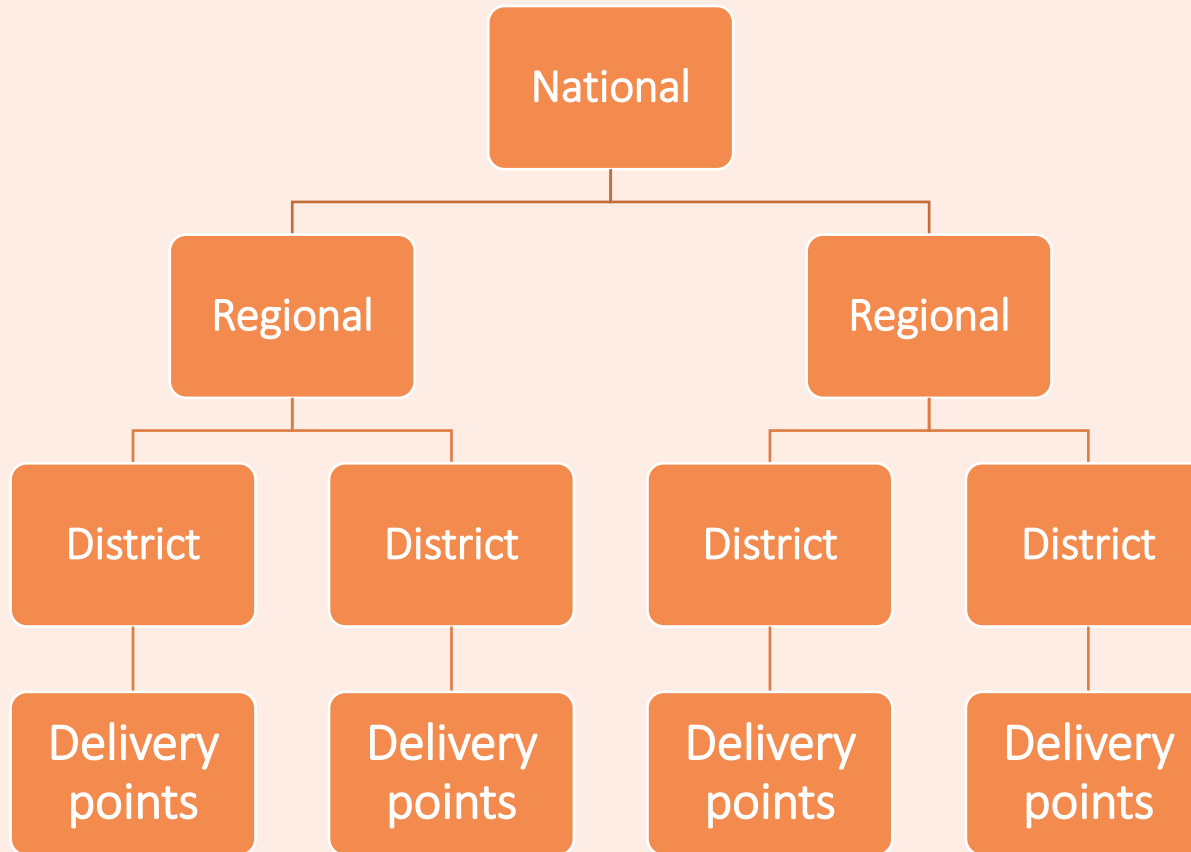 National
Regional
Regional
District
District
District
District
Delivery
points
Delivery
points
Delivery
points
Delivery
points